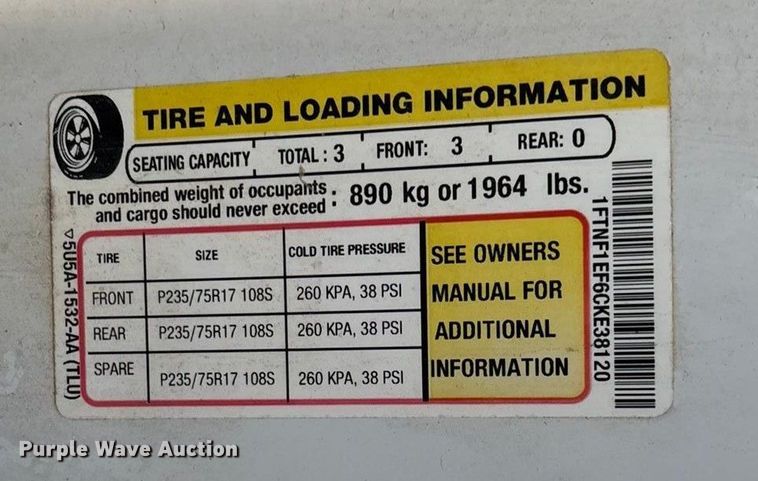 TIRE AND LOADING INFORMATION
SEATING CAPACITY TOTAL : 3 FRONT: 3 REAR: 0
The combined weight of occupants
and cargo should never exceed : 890 kg or 1964 lbs.
TIRE SIZE COLD TIRE PRESSURE
FRONT P235/75R17 108S 260 KPA, 38 PSI
REAR P235/75R17 108S 260 KPA, 38 PSI
SPARE P235/75R17 108S 260 KPA, 38 PSI
SEE OWNERS
MANUAL FOR
ADDITIONAL
INFORMATION
5U5A-1532-AA (TLU)
1FTNF1EF6CKE38120
Purple Wave Auction